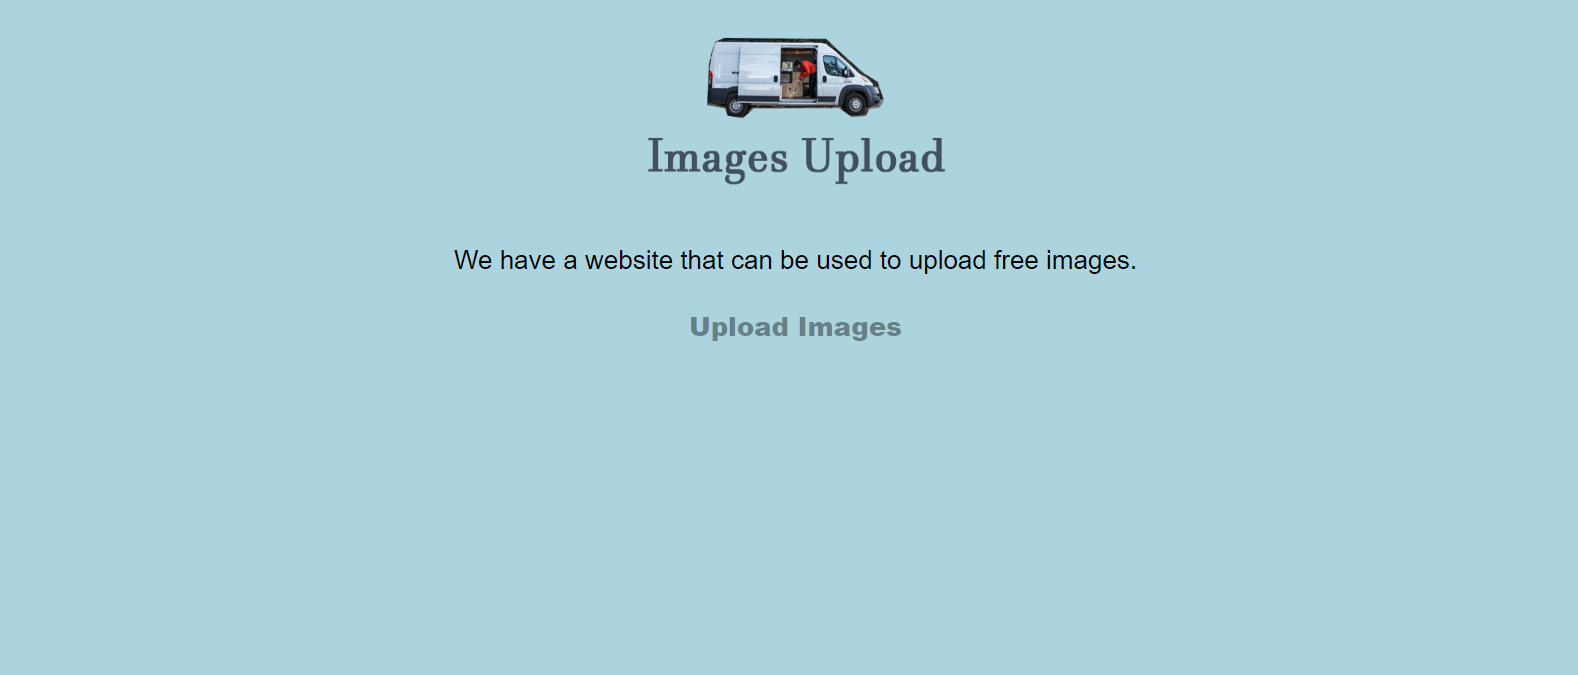 Images Upload
We have a website that can be used to upload free images.
Upload Images